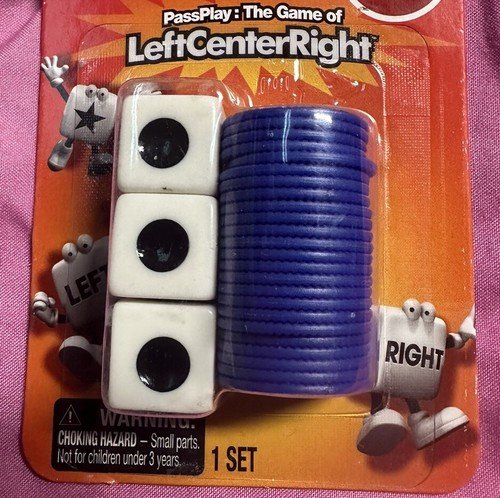 PassPlay: The Game of
LeftCenterRight™
LEFT
RIGHT
WARNING:
CHOKING HAZARD – Small parts.
Not for children under 3 years.
1 SET